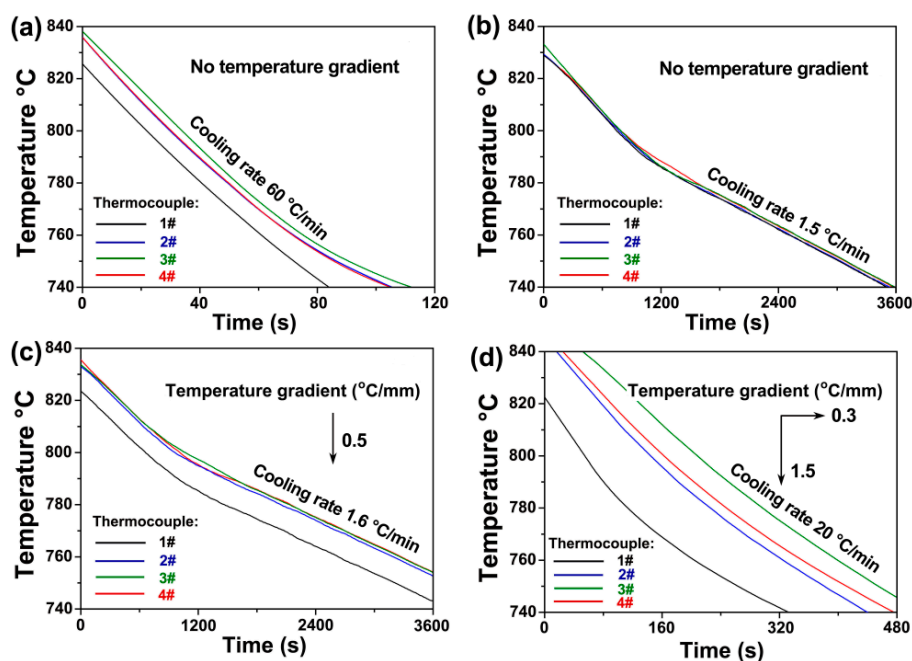 (a)
840
820
800
780
760
740
Temperature °C
No temperature gradient
Cooling rate 60 °C/min
Thermocouple:
1#
2#
3#
4#
0 40 80 120
Time (s)
(b)
840
820
800
780
760
740
Temperature °C
No temperature gradient
Cooling rate 1.5 °C/min
Thermocouple:
1#
2#
3#
4#
0 1200 2400 3600
Time (s)
(c)
840
820
800
780
760
740
Temperature °C
Temperature gradient (°C/mm)
0.5
Cooling rate 1.6 °C/min
Thermocouple:
1#
2#
3#
4#
0 1200 2400 3600
Time (s)
(d)
840
820
800
780
760
740
Temperature °C
Temperature gradient (°C/mm)
0.3
1.5
Cooling rate 20 °C/min
Thermocouple:
1#
2#
3#
4#
0 160 320 480
Time (s)